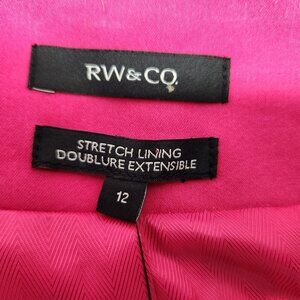 RW&CO.
STRETCH LINING
DOUBLURE EXTENSIBLE
12